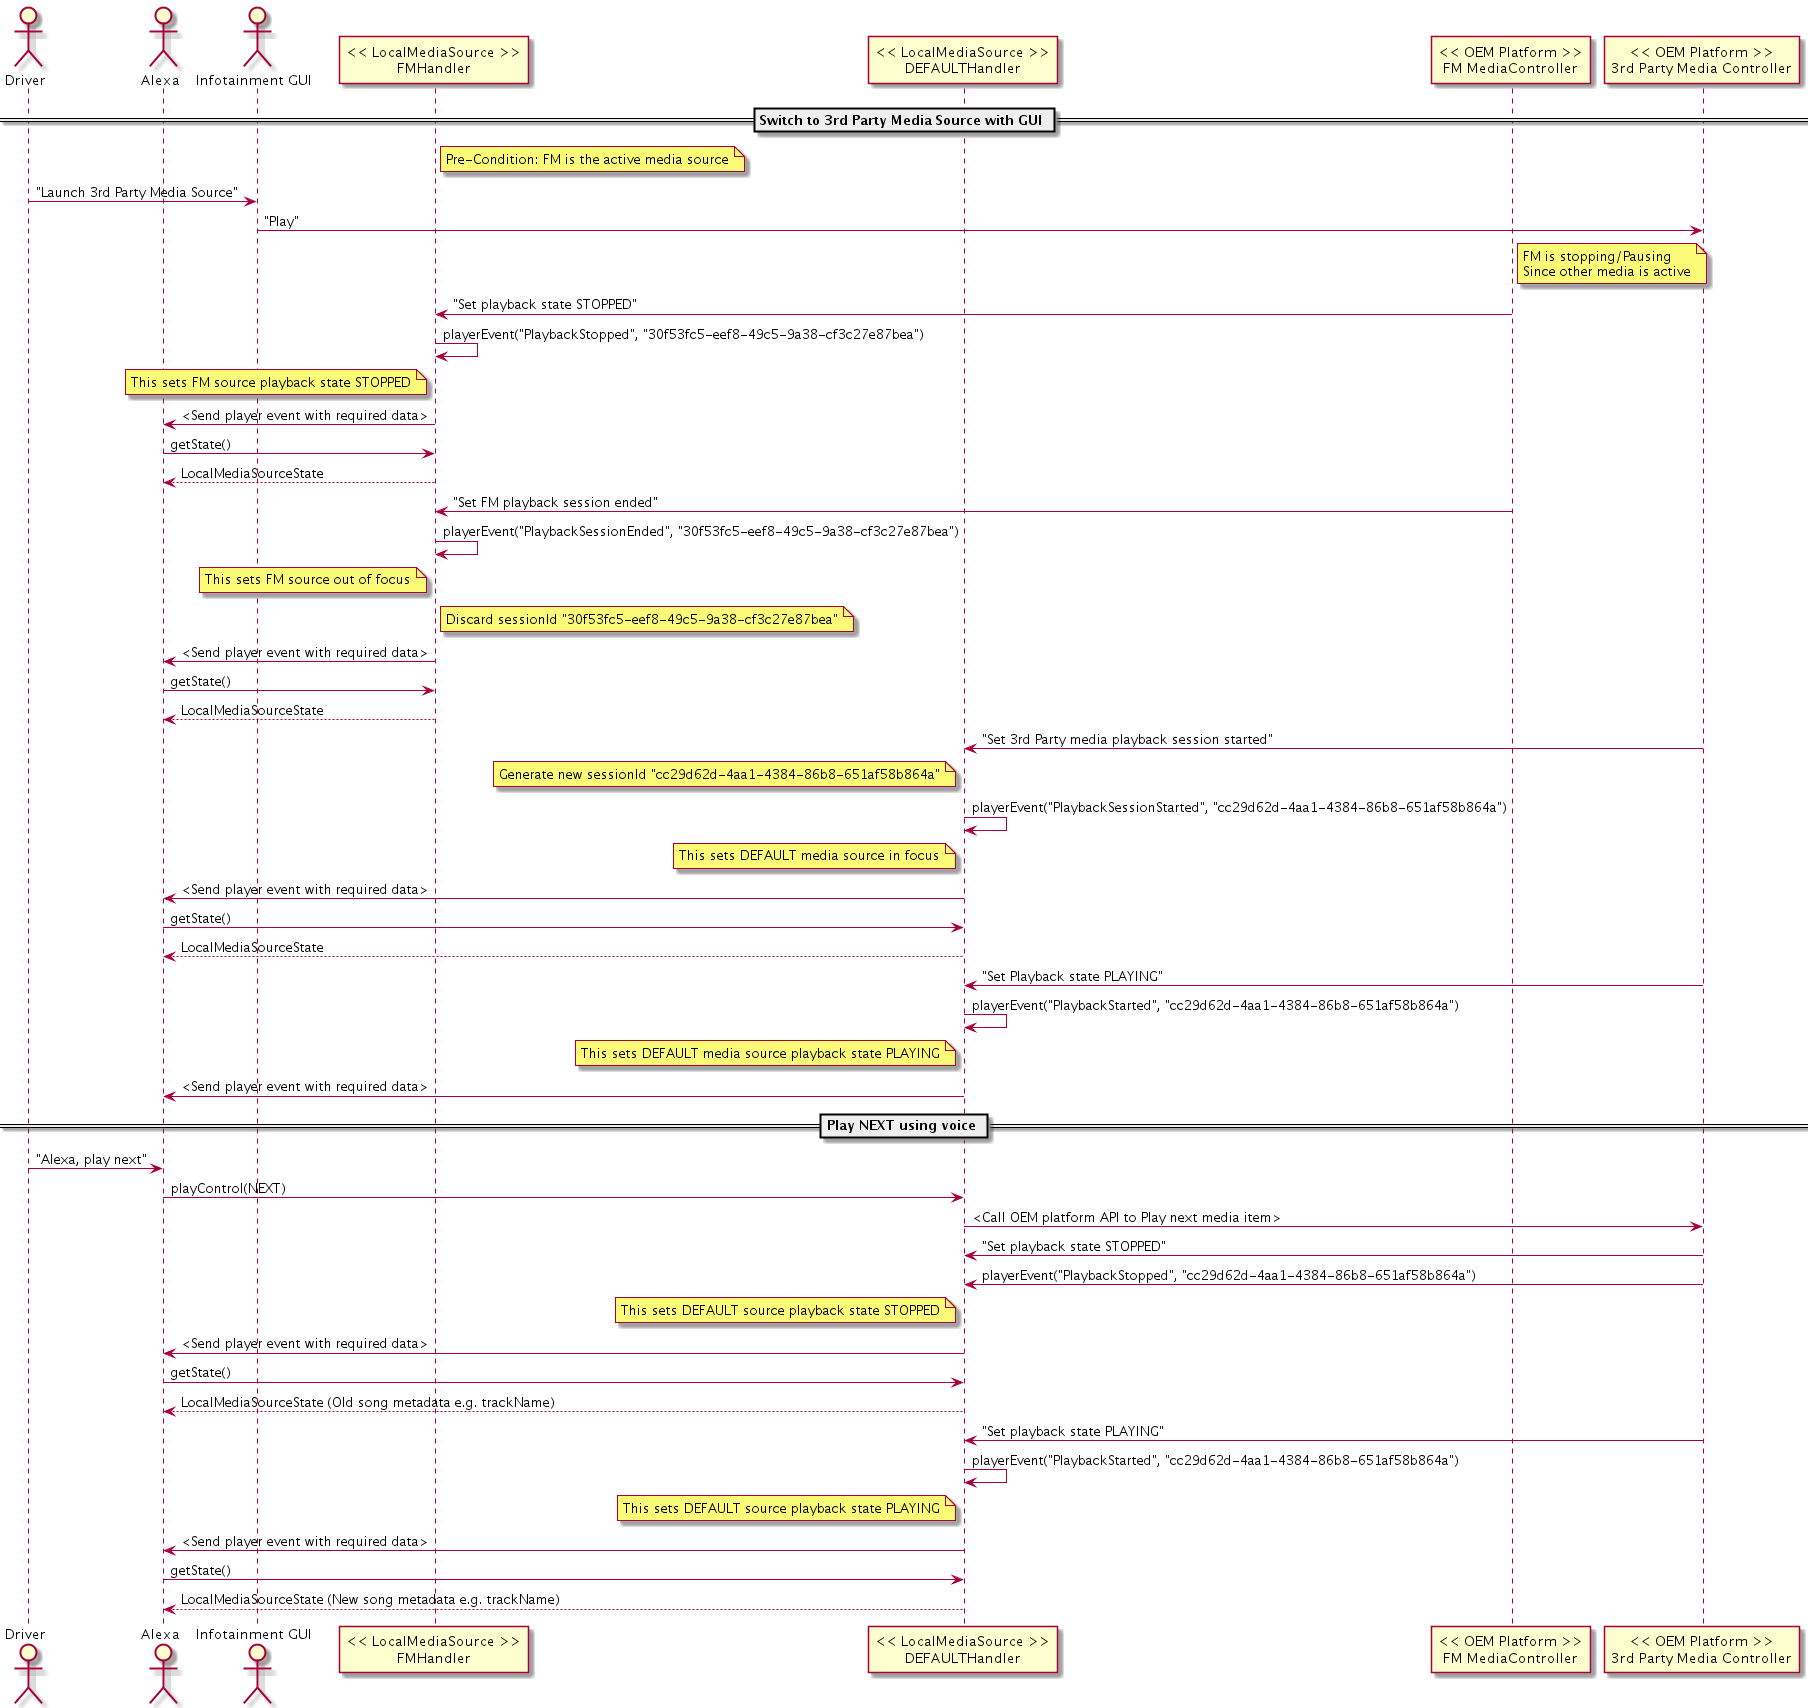 Driver
Alexa
Infotainment GUI
<< LocalMediaSource >>
FMHandler
<< LocalMediaSource >>
DEFAULTHandler
<< OEM Platform >>
FM MediaController
<< OEM Platform >>
3rd Party Media Controller
Switch to 3rd Party Media Source with GUI
Pre-Condition: FM is the active media source
"Launch 3rd Party Media Source"
"Play"
FM is stopping/Pausing
Since other media is active
"Set playback state STOPPED"
playerEvent("PlaybackStopped", "30f53fc5-eef8-49c5-9a38-cf3c27e87bea")
This sets FM source playback state STOPPED
<Send player event with required data>
getState()
LocalMediaSourceState
"Set FM playback session ended"
playerEvent("PlaybackSessionEnded", "30f53fc5-eef8-49c5-9a38-cf3c27e87bea")
This sets FM source out of focus
Discard sessionId "30f53fc5-eef8-49c5-9a38-cf3c27e87bea"
<Send player event with required data>
getState()
LocalMediaSourceState
"Set 3rd Party media playback session started"
Generate new sessionId "cc29d62d-4aa1-4384-86b8-651af58b864a"
playerEvent("PlaybackSessionStarted", "cc29d62d-4aa1-4384-86b8-651af58b864a")
This sets DEFAULT media source in focus
<Send player event with required data>
getState()
LocalMediaSourceState
"Set Playback state PLAYING"
playerEvent("PlaybackStarted", "cc29d62d-4aa1-4384-86b8-651af58b864a")
This sets DEFAULT media source playback state PLAYING
<Send player event with required data>
Play NEXT using voice
"Alexa, play next"
playControl(NEXT)
<Call OEM platform API to Play next media item>
"Set playback state STOPPED"
playerEvent("PlaybackStopped", "cc29d62d-4aa1-4384-86b8-651af58b864a")
This sets DEFAULT source playback state STOPPED
<Send player event with required data>
getState()
LocalMediaSourceState (Old song metadata e.g. trackName)
"Set playback state PLAYING"
playerEvent("PlaybackStarted", "cc29d62d-4aa1-4384-86b8-651af58b864a")
This sets DEFAULT source playback state PLAYING
<Send player event with required data>
getState()
LocalMediaSourceState (New song metadata e.g. trackName)
Driver
Alexa
Infotainment GUI
<< LocalMediaSource >>
FMHandler
<< LocalMediaSource >>
DEFAULTHandler
<< OEM Platform >>
FM MediaController
<< OEM Platform >>
3rd Party Media Controller